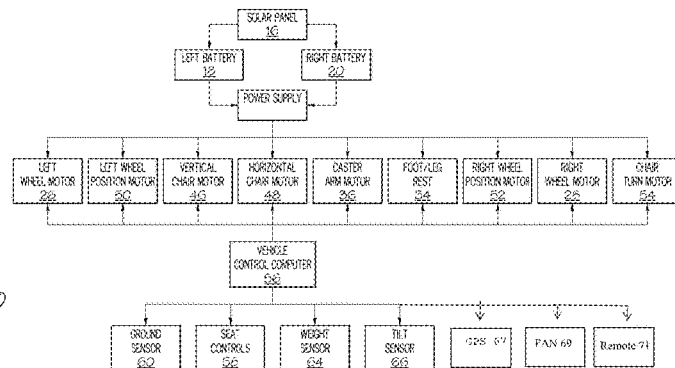 SOLAR PANEL
16
LEFT BATTERY
18
RIGHT BATTERY
20
POWER SUPPLY
LEFT
WHEEL MOTOR
26
LEFT WHEEL
POSITION MOTOR
50
VERTICAL
CHAIR MOTOR
46
HORIZONTAL
CHAIR MOTOR
48
CASTER
ARM MOTOR
36
FOOT/LEG
REST
34
RIGHT WHEEL
POSITION MOTOR
52
RIGHT
WHEEL MOTOR
28
CHAIR
TURN MOTOR
54
VEHICLE
CONTROL COMPUTER
GROUND
SENSOR
60
SEAT
CONTROLS
WEIGHT
SENSOR
64
TILT
SENSOR
66
GPS 67
PAN 69
Remote 71